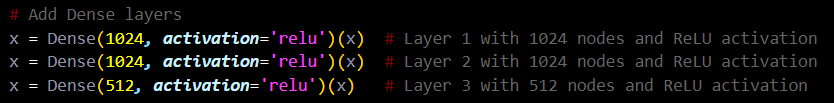 # Add Dense layers
x = Dense(1024, activation='relu')(x)  # Layer 1 with 1024 nodes and ReLU activation
x = Dense(1024, activation='relu')(x)  # Layer 2 with 1024 nodes and ReLU activation
x = Dense(512, activation='relu')(x)   # Layer 3 with 512 nodes and ReLU activation